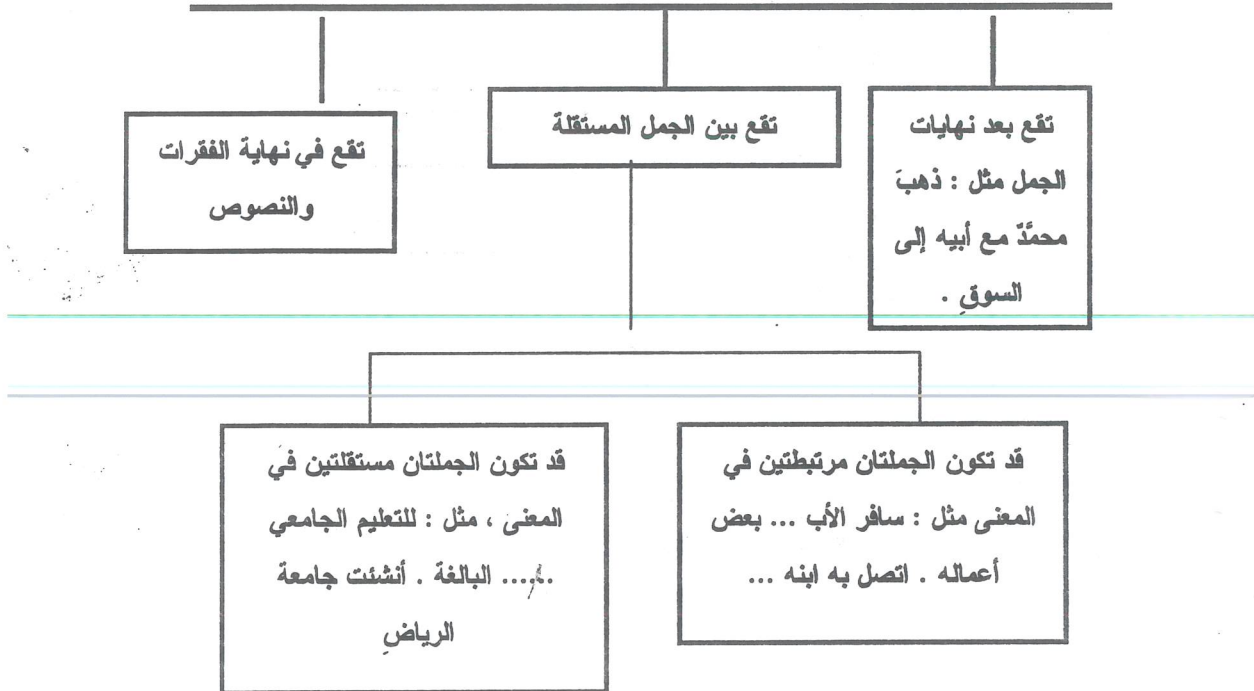 تقع بعد نهايات
الجمل مثل : ذهبَ
محمَّدٌ مع أبيه إلى
السوقِ .
تقع بين الجمل المستقلة
تقع في نهاية الفقرات
والنصوص
قد تكون الجملتان مرتبطتين في
المعنى مثل : سافر الأب ... بعض
أعماله . اتصل به ابنه ...
قد تكون الجملتان مستقلتين في
المعنى ، مثل : للتعليم الجامعي
..... البالغة . أنشئت جامعة
الرياضِ